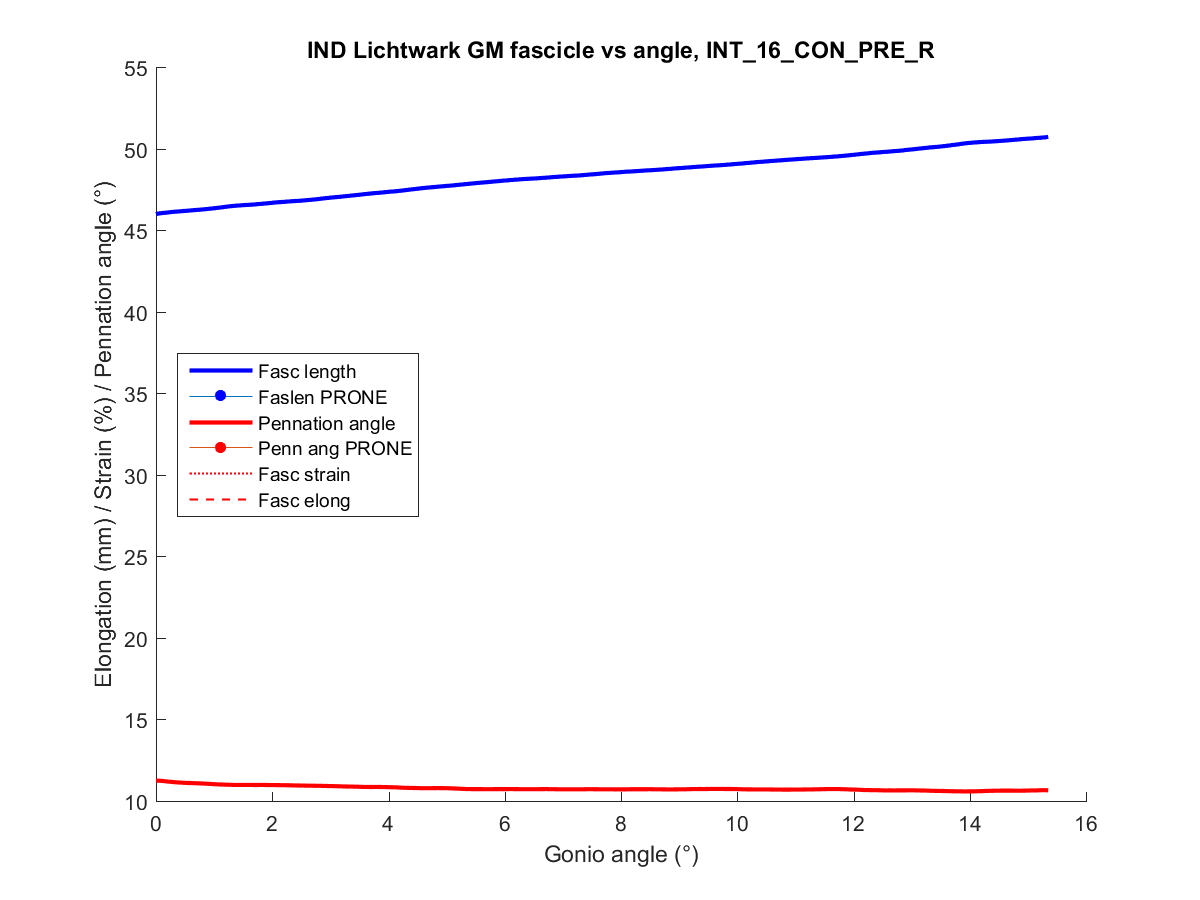 IND Lichtwark GM fascicle vs angle, INT_16_CON_PRE_R
Elongation (mm) / Strain (%) / Pennation angle (°)
55
50
45
40
35
30
25
20
15
10
Fasc length
Faslen PRONE
Pennation angle
Penn ang PRONE
Fasc strain
Fasc elong
0 2 4 6 8 10 12 14 16
Gonio angle (°)